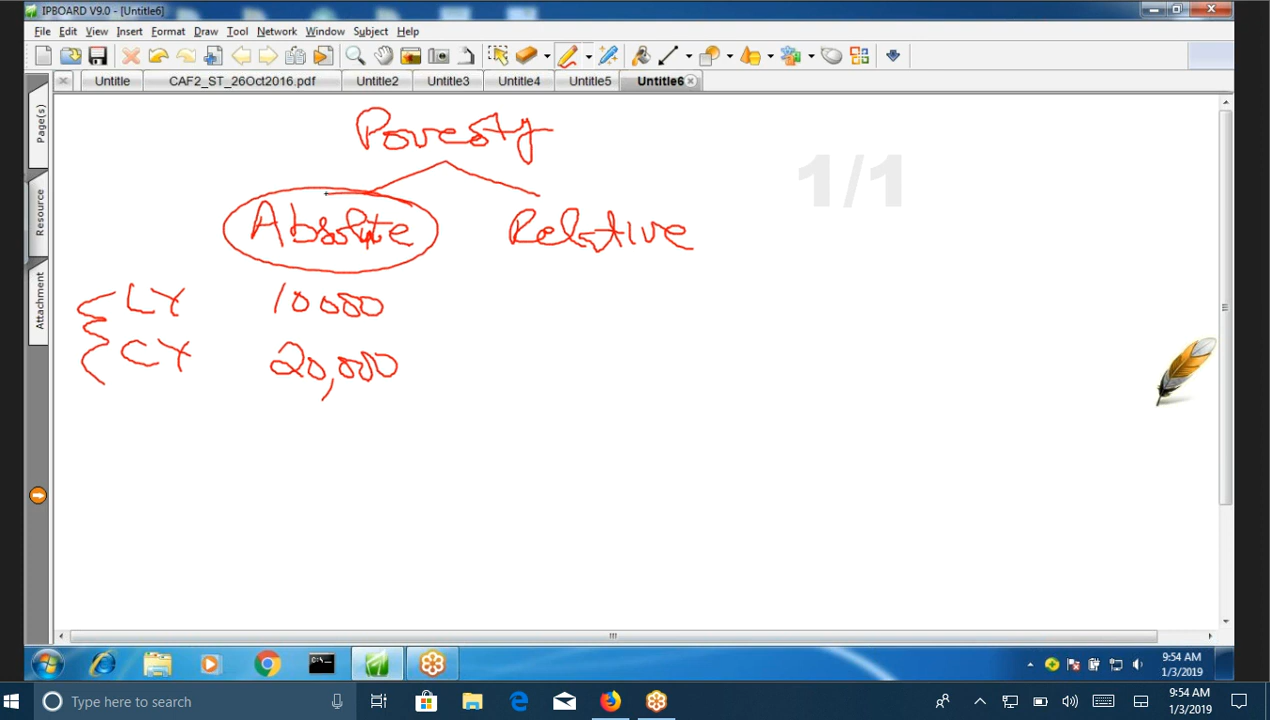 IPBOARD V9.0 - [Untitle6]
File Edit View Insert Format Draw Tool Network Window Subject Help
Untitle CAF2_ST_26Oct2016.pdf Untitle2 Untitle3 Untitle4 Untitle5 Untitle6
Page(s)
Resource
Attachment
1/1
Poverty
Absolute Relative
LY 10000
CY 20,000
9:54 AM
1/3/2019
Type here to search
9:54 AM
1/3/2019